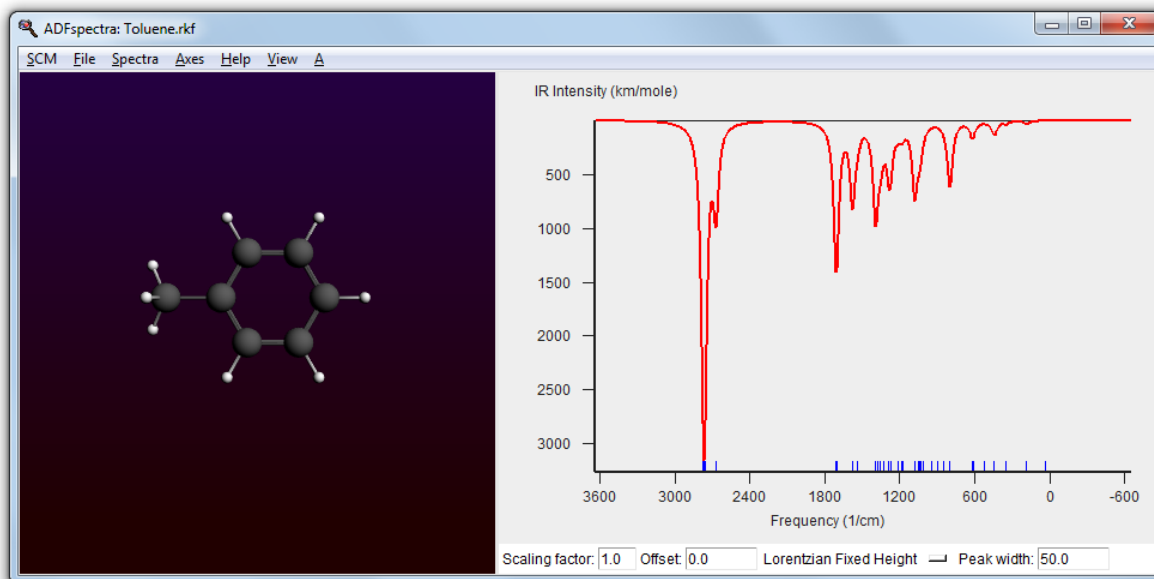 ADFspectra: Toluene.rkf
SCM File Spectra Axes Help View A
IR Intensity (km/mole)
500
1000
1500
2000
2500
3000
3600 3000 2400 1800 1200 600 0 -600
Frequency (1/cm)
Scaling factor: 1.0 Offset: 0.0 Lorentzian Fixed Height Peak width: 50.0